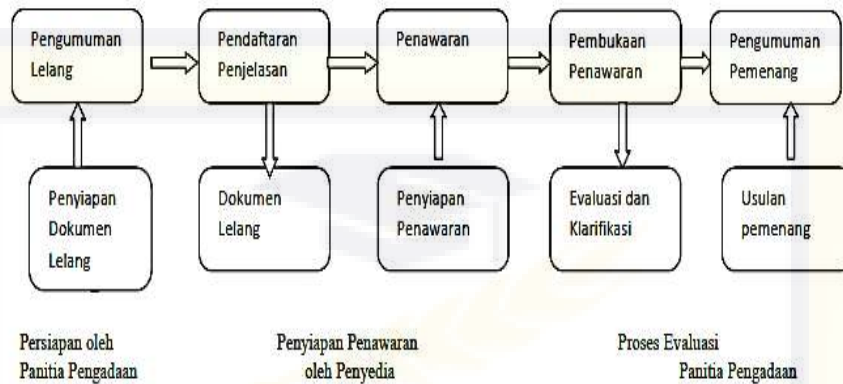 Pengumuman
Lelang
Pendaftaran
Penjelasan
Penawaran
Pembukaan
Penawaran
Pengumuman
Pemenang
Penyiapan
Dokumen
Lelang
Dokumen
Lelang
Penyiapan
Penawaran
Evaluasi dan
Klarifikasi
Usulan
pemenang
Persiapan oleh
Panitia Pengadaan
Penyiapan Penawaran
oleh Penyedia
Proses Evaluasi
Panitia Pengadaan